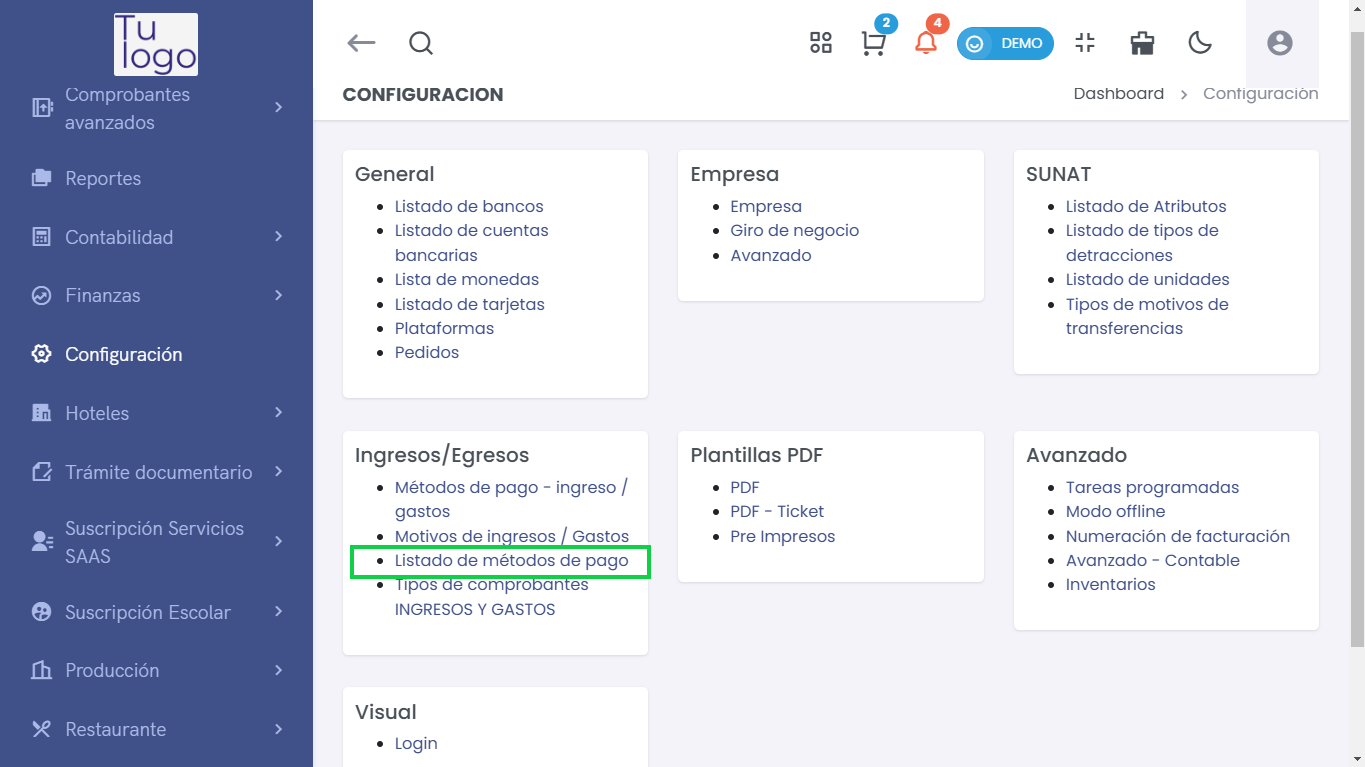 Tu
logo
Comprobantes
avanzados
Reportes
Contabilidad
Finanzas
Configuración
Hoteles
Trámite documentario
Suscripción Servicios
SAAS
Suscripción Escolar
Producción
Restaurante
2
4
DEMO
CONFIGURACION
Dashboard > Configuración
General
Listado de bancos
Listado de cuentas
bancarias
Lista de monedas
Listado de tarjetas
Plataformas
Pedidos
Empresa
Empresa
Giro de negocio
Avanzado
SUNAT
Listado de Atributos
Listado de tipos de
detracciones
Listado de unidades
Tipos de motivos de
transferencias
Ingresos/Egresos
Métodos de pago - ingreso /
gastos
Motivos de ingresos / Gastos
Listado de métodos de pago
Tipos de comprobantes
INGRESOS Y GASTOS
Plantillas PDF
PDF
PDF - Ticket
Pre Impresos
Avanzado
Tareas programadas
Modo offline
Numeración de facturación
Avanzado - Contable
Inventarios
Visual
Login